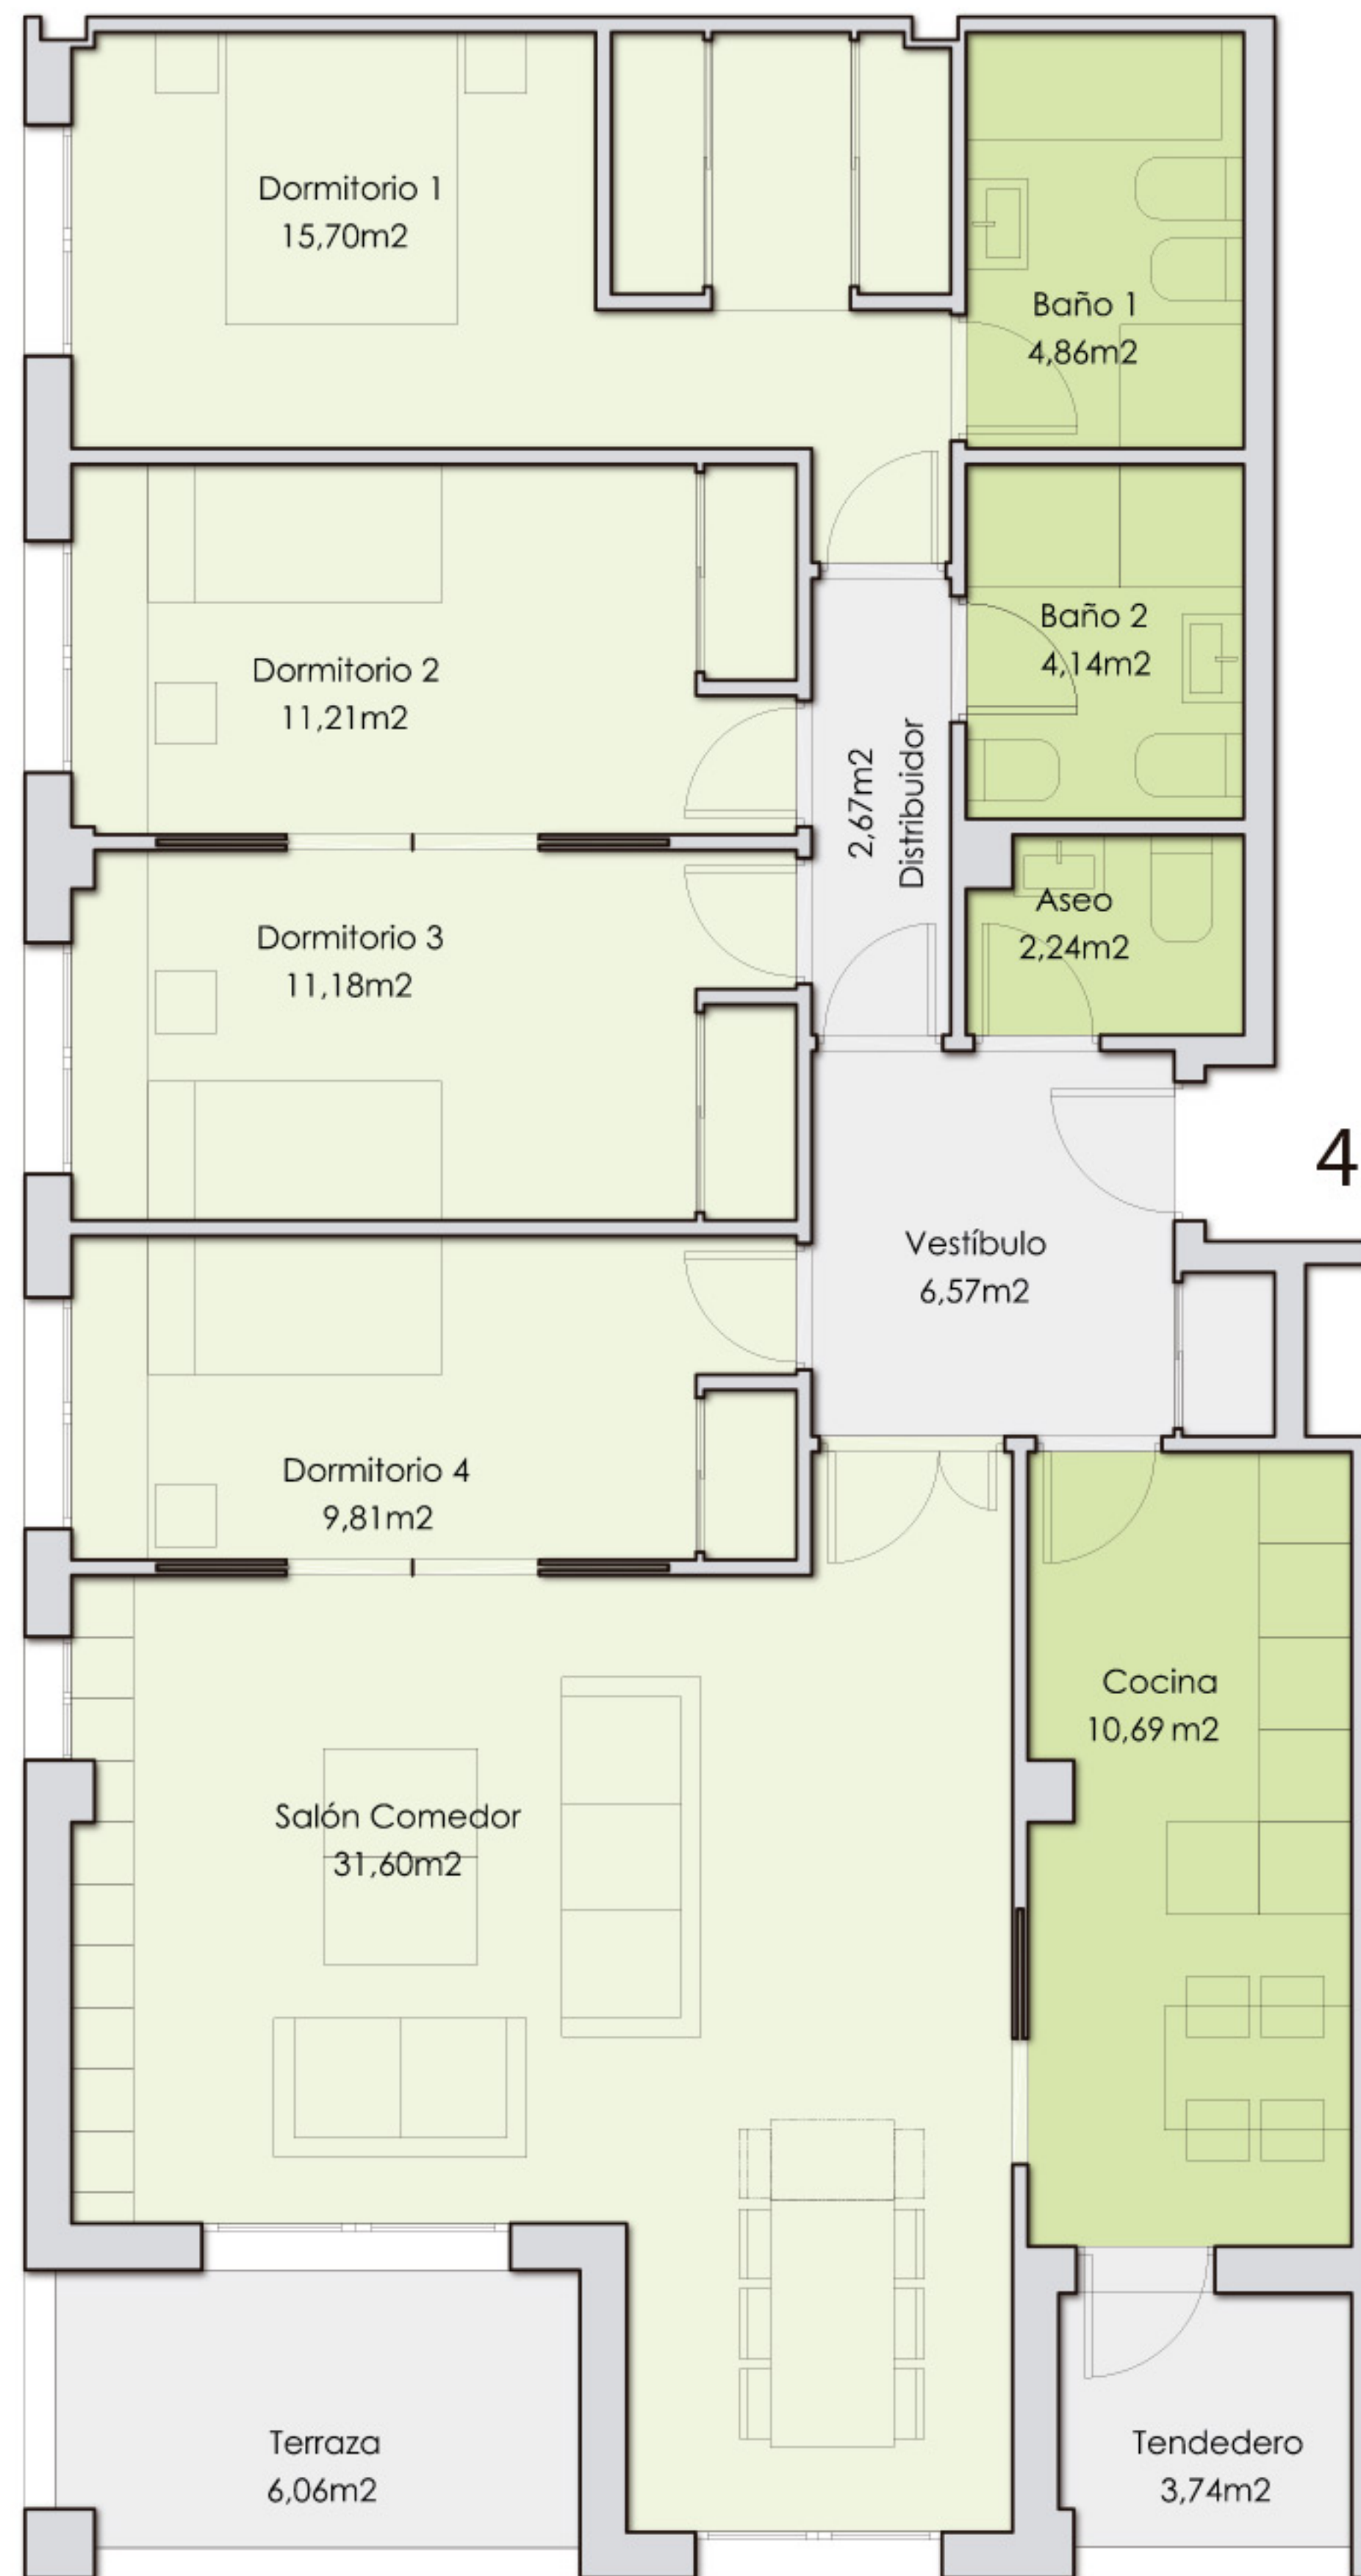 Dormitorio 1
15,70m2
Baño 1
4,86m2
Baño 2
4,14m2
Dormitorio 2
11,21m2
2,67m2
Distribuidor
Aseo
2,24m2
Dormitorio 3
11,18m2
4
Vestíbulo
6,57m2
Dormitorio 4
9,81m2
Cocina
10,69 m2
Salón Comedor
31,60m2
Terraza
6,06m2
Tendedero
3,74m2